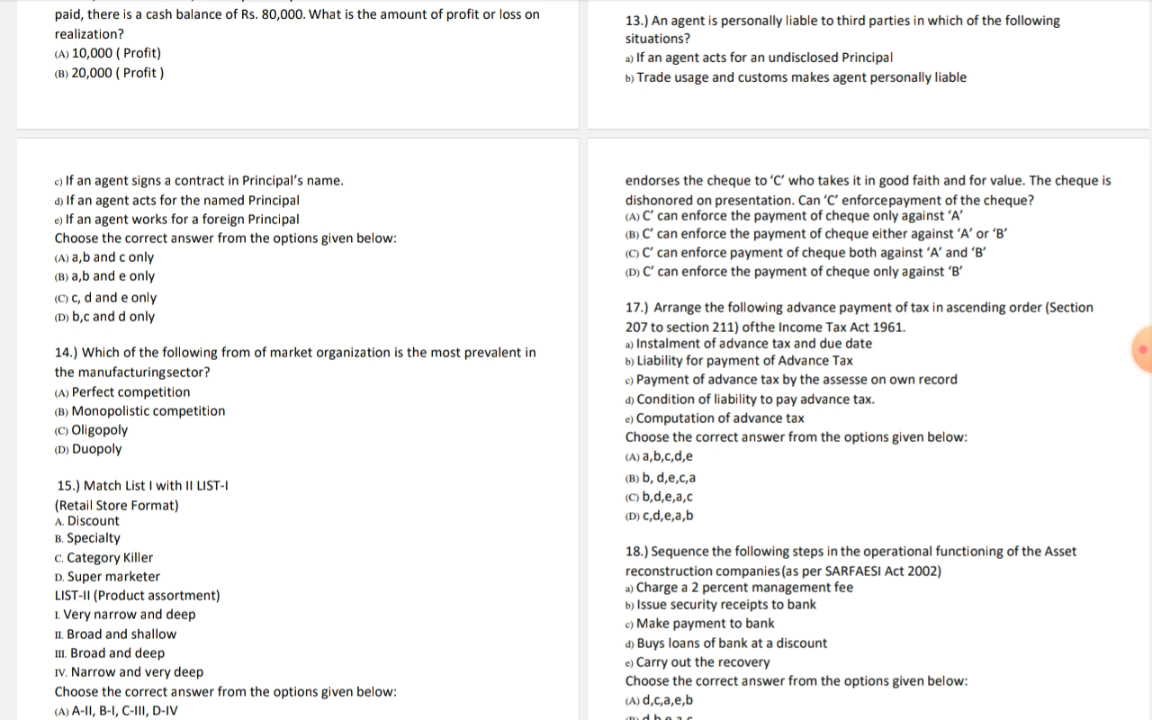 paid, there is a cash balance of Rs. 80,000. What is the amount of profit or loss on
realization?
(A) 10,000 ( Profit)
(B) 20,000 ( Profit )
c) If an agent signs a contract in Principal's name.
d) If an agent acts for the named Principal
e) If an agent works for a foreign Principal
Choose the correct answer from the options given below:
(A) a,b and c only
(B) a,b and e only
(C) c, d and e only
(D) b,c and d only
14.) Which of the following from of market organization is the most prevalent in
the manufacturingsector?
(A) Perfect competition
(B) Monopolistic competition
(C) Oligopoly
(D) Duopoly
15.) Match List I with II LIST-I
(Retail Store Format)
A. Discount
B. Specialty
C. Category Killer
D. Super marketer
LIST-II (Product assortment)
I. Very narrow and deep
II. Broad and shallow
III. Broad and deep
IV. Narrow and very deep
Choose the correct answer from the options given below:
(A) A-II, B-I, C-III, D-IV
13.) An agent is personally liable to third parties in which of the following
situations?
a) If an agent acts for an undisclosed Principal
b) Trade usage and customs makes agent personally liable
endorses the cheque to 'C' who takes it in good faith and for value. The cheque is
dishonored on presentation. Can 'C' enforcepayment of the cheque?
(A) C' can enforce the payment of cheque only against 'A'
(B) C' can enforce the payment of cheque either against 'A' or 'B'
(C) C' can enforce payment of cheque both against 'A' and 'B'
(D) C' can enforce the payment of cheque only against 'B'
17.) Arrange the following advance payment of tax in ascending order (Section
207 to section 211) ofthe Income Tax Act 1961.
a) Instalment of advance tax and due date
b) Liability for payment of Advance Tax
c) Payment of advance tax by the assesse on own record
d) Condition of liability to pay advance tax.
e) Computation of advance tax
Choose the correct answer from the options given below:
(A) a,b,c,d,e
(B) b, d,e,c,a
(C) b,d,e,a,c
(D) c,d,e,a,b
18.) Sequence the following steps in the operational functioning of the Asset
reconstruction companies(as per SARFAESI Act 2002)
a) Charge a 2 percent management fee
b) Issue security receipts to bank
c) Make payment to bank
d) Buys loans of bank at a discount
e) Carry out the recovery
Choose the correct answer from the options given below:
(A) d,c,a,e,b